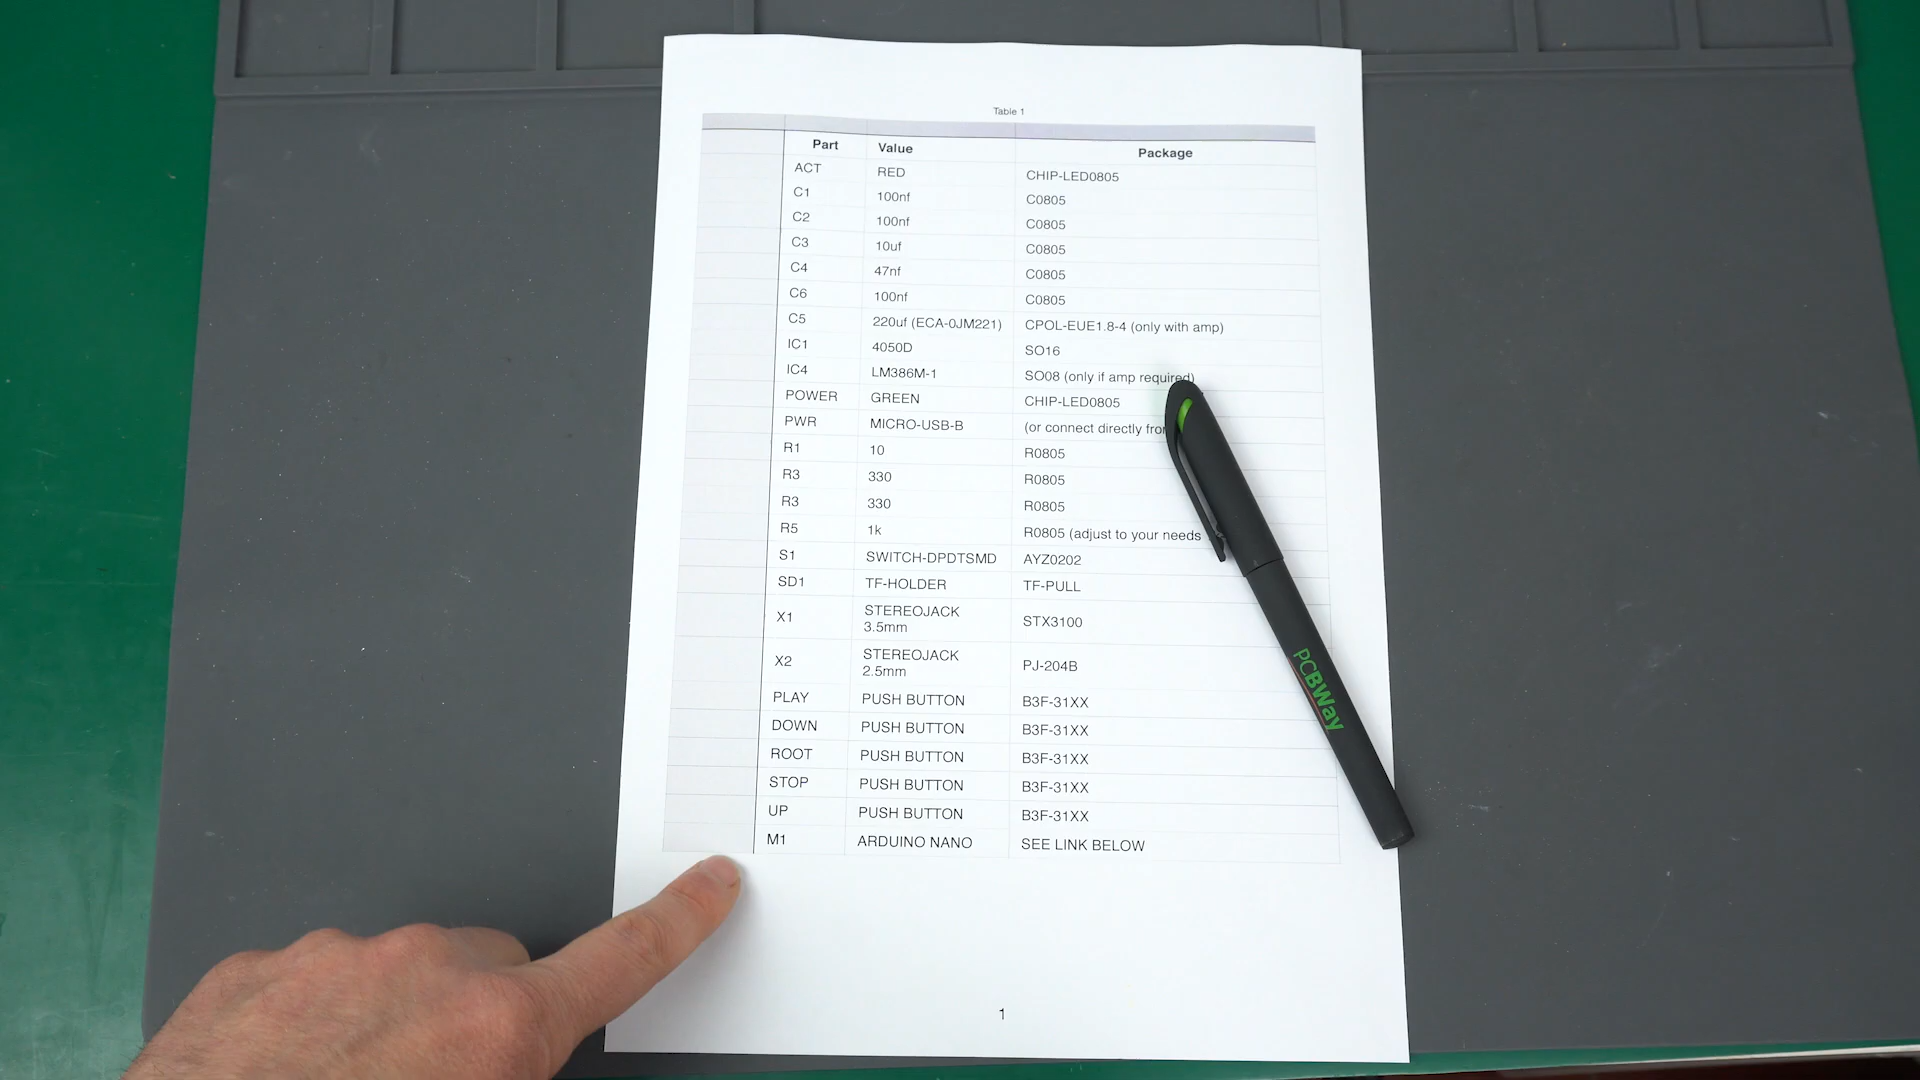 Table 1
Part Value Package
ACT RED CHIP-LED0805
C1 100nf C0805
C2 100nf C0805
C3 10uf C0805
C4 47nf C0805
C6 100nf C0805
C5 220uf (ECA-0JM221) CPOL-EUE1.8-4 (only with amp)
IC1 4050D SO16
IC4 LM386M-1 SO08 (only if amp required)
POWER GREEN CHIP-LED0805
PWR MICRO-USB-B (or connect directly
R1 10 R0805
R3 330 R0805
R3 330 R0805
R5 1k R0805 (adjust to your needs
S1 SWITCH-DPDTSMD AYZ0202
SD1 TF-HOLDER TF-PULL
X1 STEREOJACK 3.5mm STX3100
X2 STEREOJACK 2.5mm PJ-204B
PLAY PUSH BUTTON B3F-31XX
DOWN PUSH BUTTON B3F-31XX
ROOT PUSH BUTTON B3F-31XX
STOP PUSH BUTTON B3F-31XX
UP PUSH BUTTON B3F-31XX
M1 ARDUINO NANO SEE LINK BELOW
1
PCBWay